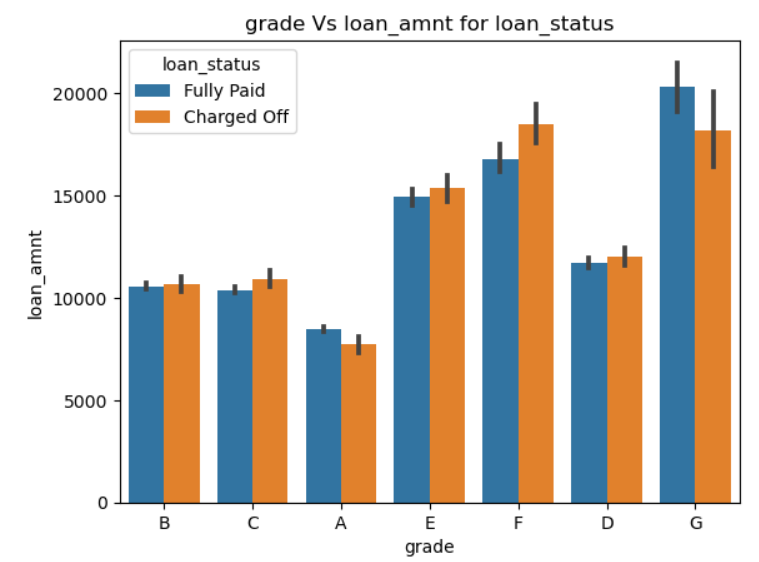 grade Vs loan_amnt for loan_status
loan_status
Fully Paid
Charged Off
20000
15000
10000
5000
0
loan_amnt
B C A E F D G
grade